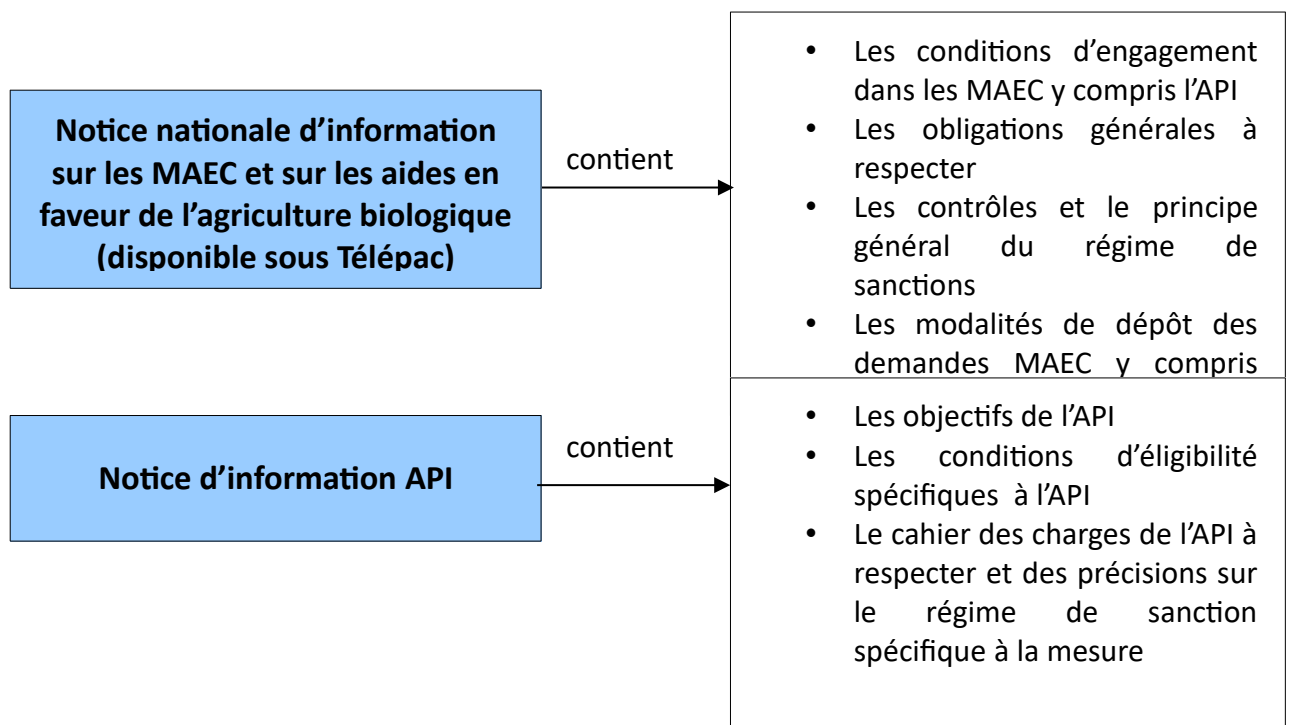 Notice nationale d’information
sur les MAEC et sur les aides en
faveur de l’agriculture biologique
(disponible sous Télépac)
contient
• Les conditions d’engagement
dans les MAEC y compris l’API
• Les obligations générales à
respecter
• Les contrôles et le principe
général du régime de
sanctions
• Les modalités de dépôt des
demandes MAEC y compris
Notice d’information API
contient
• Les objectifs de l’API
• Les conditions d’éligibilité
spécifiques à l’API
• Le cahier des charges de l’API à
respecter et des précisions sur
le régime de sanction
spécifique à la mesure